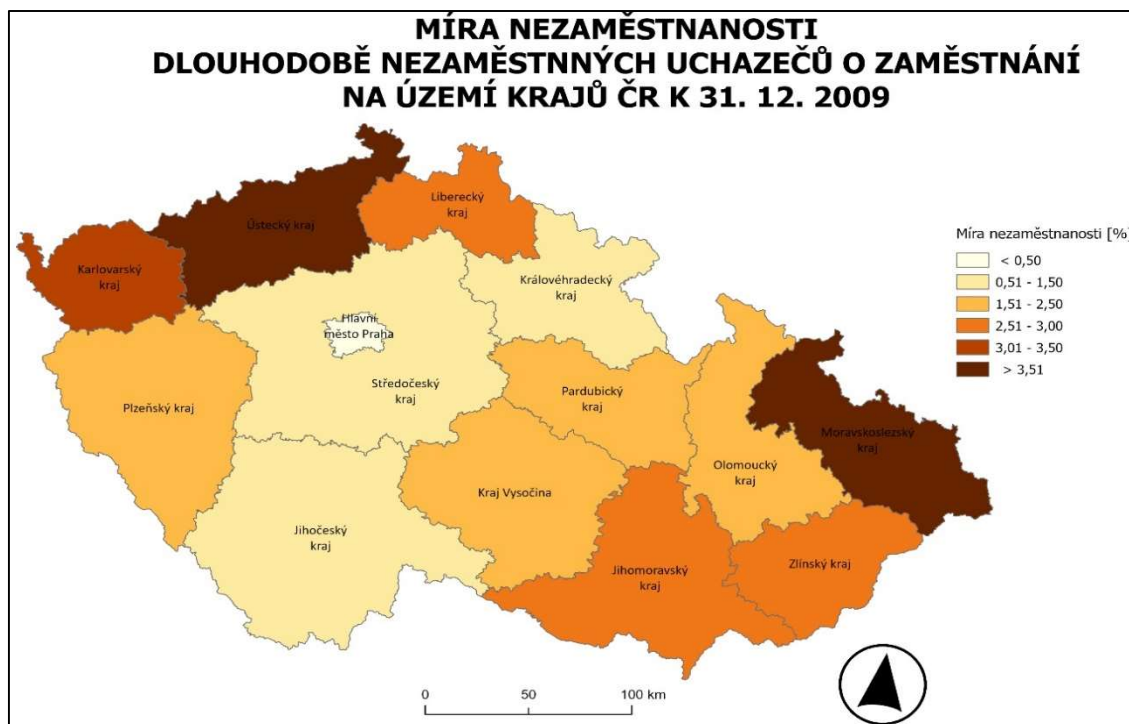 MÍRA NEZAMĚSTNANOSTI
DLOUHODOBĚ NEZAMĚSTNNÝCH UCHAZEČŮ O ZAMĚSTNÁNÍ
NA ÚZEMÍ KRAJŮ ČR K 31. 12. 2009
Liberecký
kraj
Ústecký kraj
Karlovarský
kraj
Královéhradecký
kraj
Hlavní
město Praha
Středočeský
kraj
Plzeňský kraj
Pardubický
kraj
Moravskoslezský
kraj
Olomoucký
kraj
Kraj Vysočina
Jihočeský
kraj
Jihomoravský
kraj
Zlínský kraj
Míra nezaměstnanosti [%]
< 0,50
0,51 - 1,50
1,51 - 2,50
2,51 - 3,00
3,01 - 3,50
> 3,51
0 50 100 km